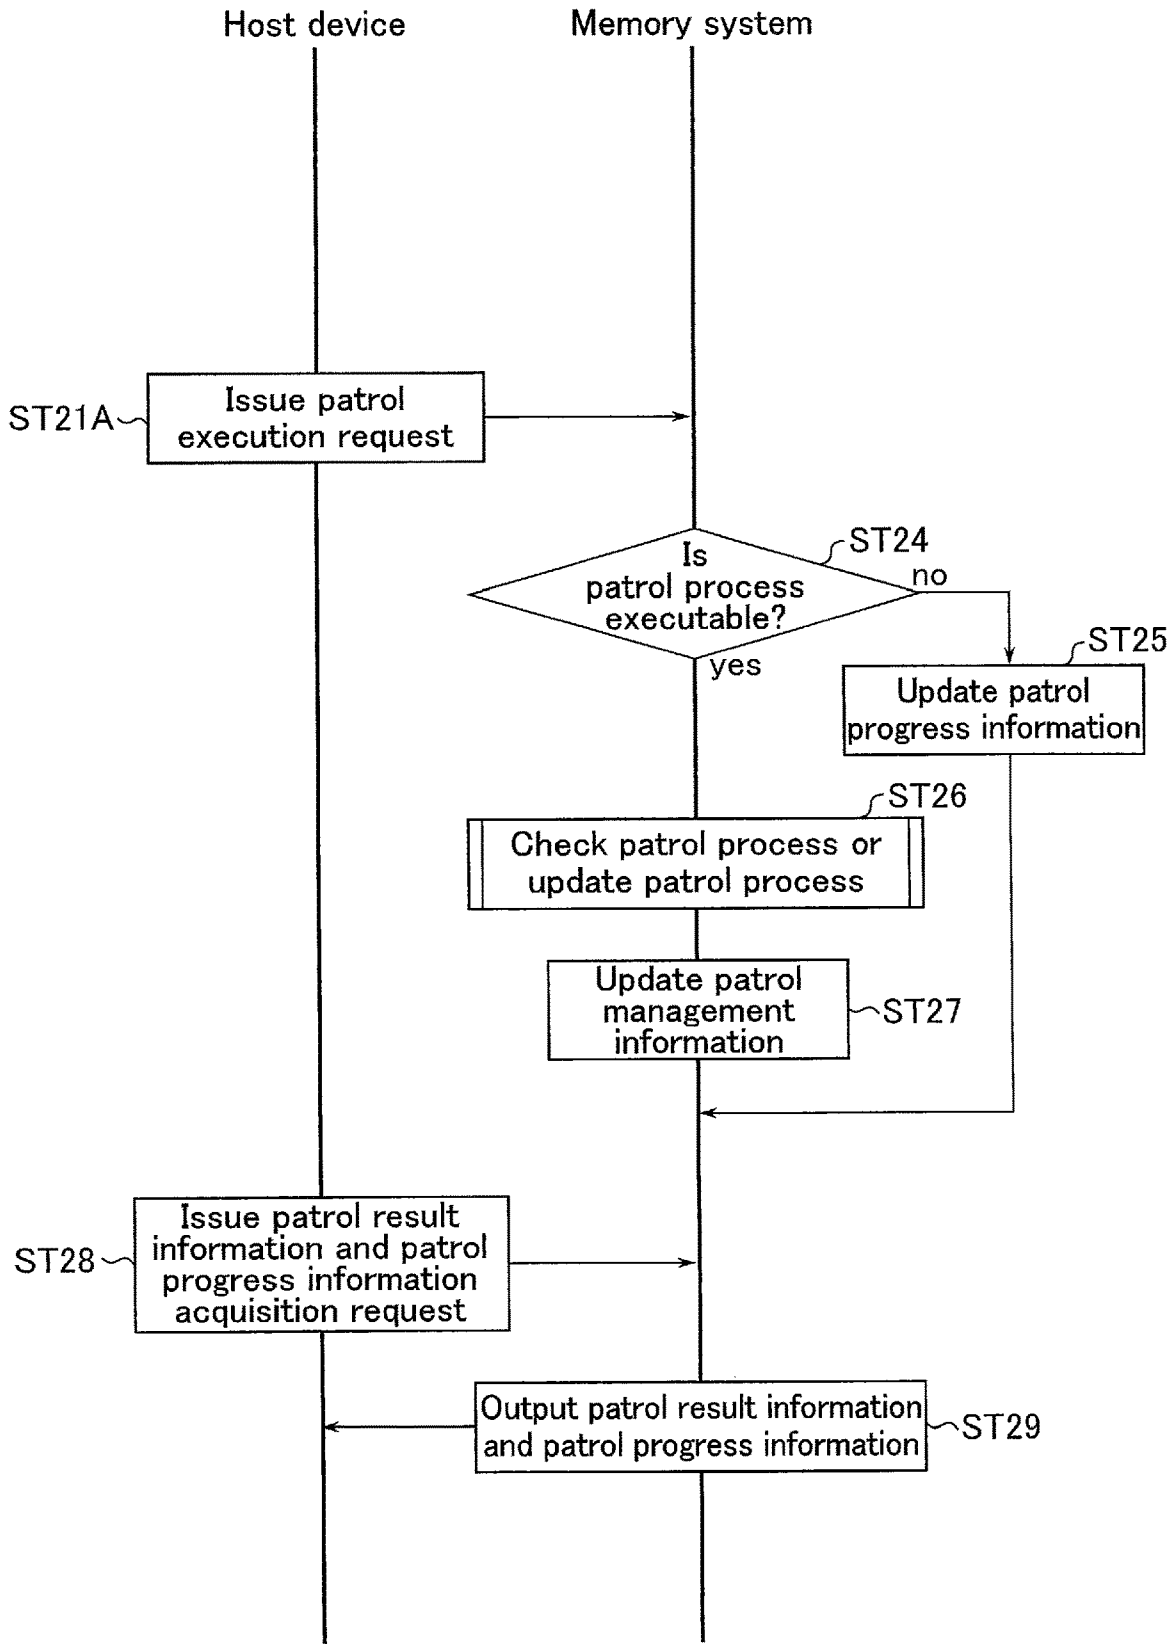 Host device
Memory system
ST21A
Issue patrol
execution request
ST24
Is
patrol process
executable?
no
yes
ST25
Update patrol
progress information
ST26
Check patrol process or
update patrol process
Update patrol
management
information
ST27
ST28
Issue patrol result
information and patrol
progress information
acquisition request
Output patrol result information
and patrol progress information
ST29